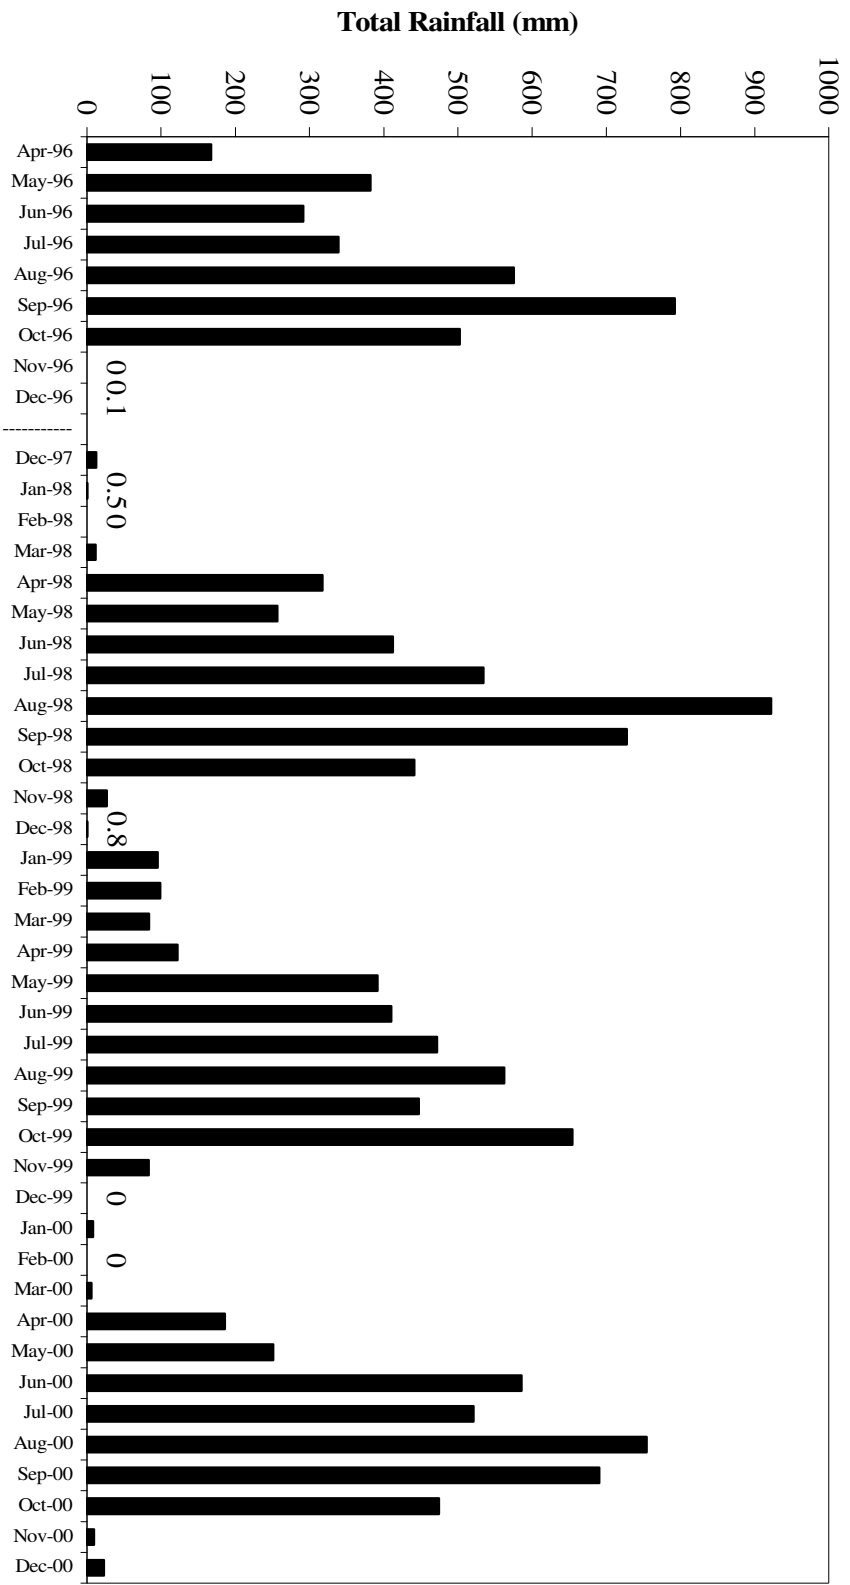 Total Rainfall (mm)
0
100
200
300
400
500
600
700
800
900
1000
Apr-96
May-96
Jun-96
Jul-96
Aug-96
Sep-96
Oct-96
Nov-96
0
Dec-96
0.1
-----------
Dec-97
Jan-98
0.5
Feb-98
0
Mar-98
Apr-98
May-98
Jun-98
Jul-98
Aug-98
Sep-98
Oct-98
Nov-98
Dec-98
0.8
Jan-99
Feb-99
Mar-99
Apr-99
May-99
Jun-99
Jul-99
Aug-99
Sep-99
Oct-99
Nov-99
Dec-99
0
Jan-00
Feb-00
0
Mar-00
Apr-00
May-00
Jun-00
Jul-00
Aug-00
Sep-00
Oct-00
Nov-00
Dec-00